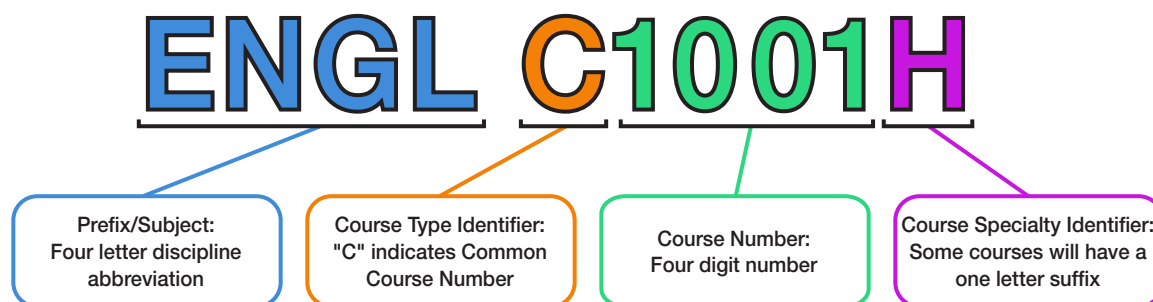 ENGL C1001H
Prefix/Subject:
Four letter discipline
abbreviation
Course Type Identifier:
"C" indicates Common
Course Number
Course Number:
Four digit number
Course Specialty Identifier:
Some courses will have a
one letter suffix